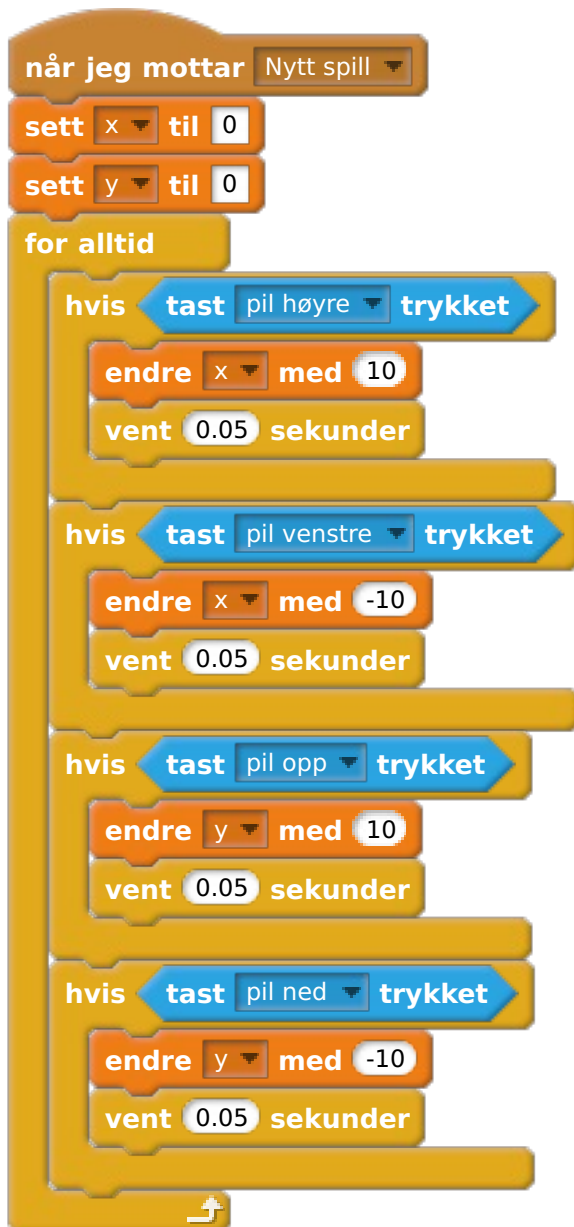 når jeg mottar Nytt spill
sett x til 0
sett y til 0
for alltid
hvis tast pil høyre trykket
endre x med 10
vent 0.05 sekunder
hvis tast pil venstre trykket
endre x med -10
vent 0.05 sekunder
hvis tast pil opp trykket
endre y med 10
vent 0.05 sekunder
hvis tast pil ned trykket
endre y med -10
vent 0.05 sekunder